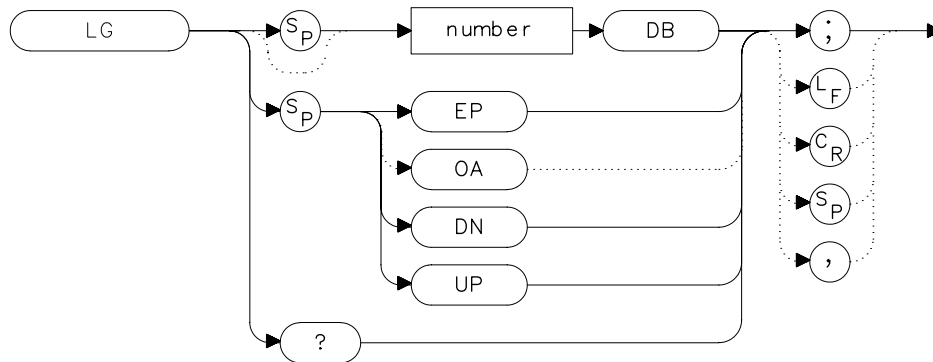 LG SP number DB ;
SP EP LF
OA CR
DN SP
UP ,
?